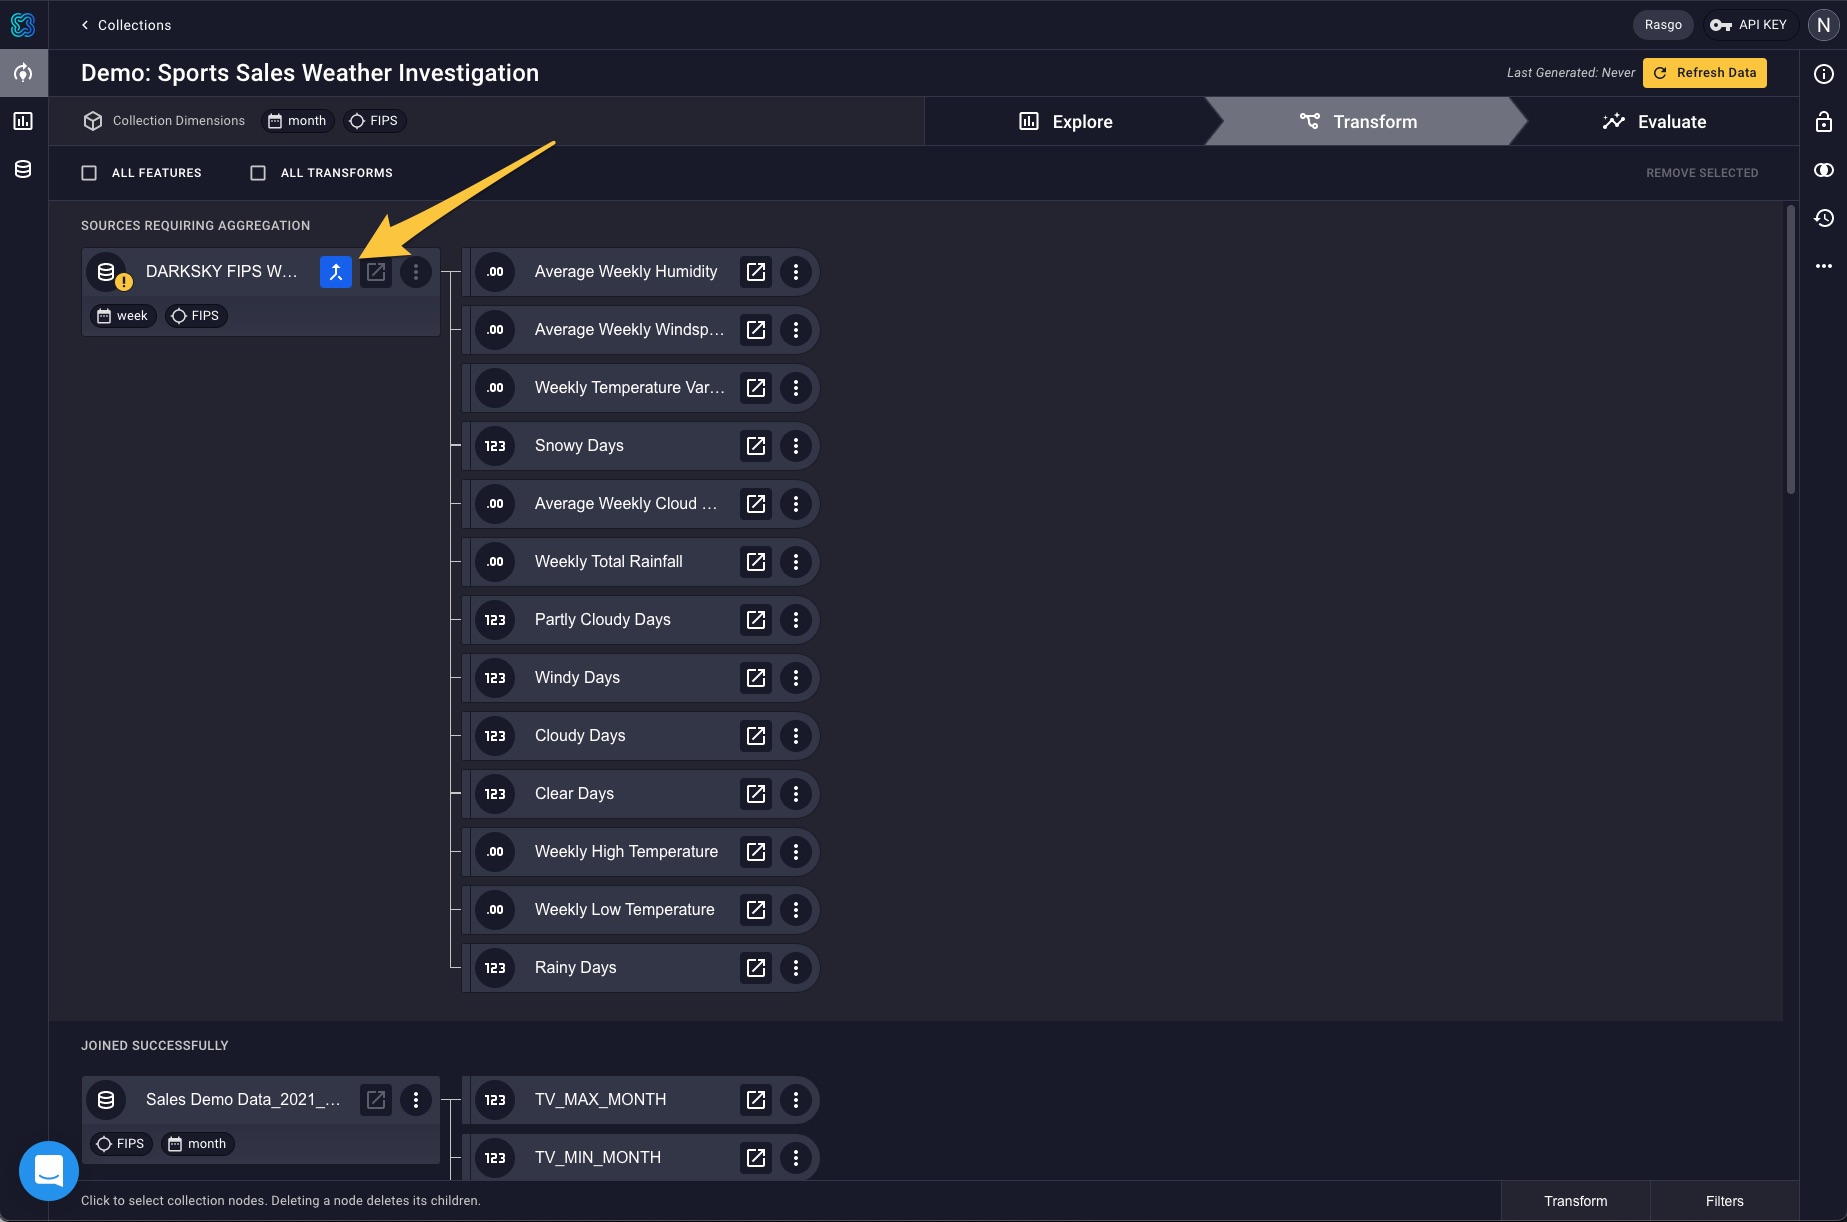 Collections
Rasgo
API KEY
N
Demo: Sports Sales Weather Investigation
Last Generated: Never
Refresh Data
Collection Dimensions
month
FIPS
Explore
Transform
Evaluate
ALL FEATURES
ALL TRANSFORMS
REMOVE SELECTED
SOURCES REQUIRING AGGREGATION
DARKSKY FIPS W...
week
FIPS
.00 Average Weekly Humidity
.00 Average Weekly Windsp...
.00 Weekly Temperature Var...
123 Snowy Days
.00 Average Weekly Cloud ...
.00 Weekly Total Rainfall
123 Partly Cloudy Days
123 Windy Days
123 Cloudy Days
123 Clear Days
.00 Weekly High Temperature
.00 Weekly Low Temperature
123 Rainy Days
JOINED SUCCESSFULLY
Sales Demo Data_2021_...
FIPS
month
123 TV_MAX_MONTH
123 TV_MIN_MONTH
Click to select collection nodes. Deleting a node deletes its children.
Transform
Filters